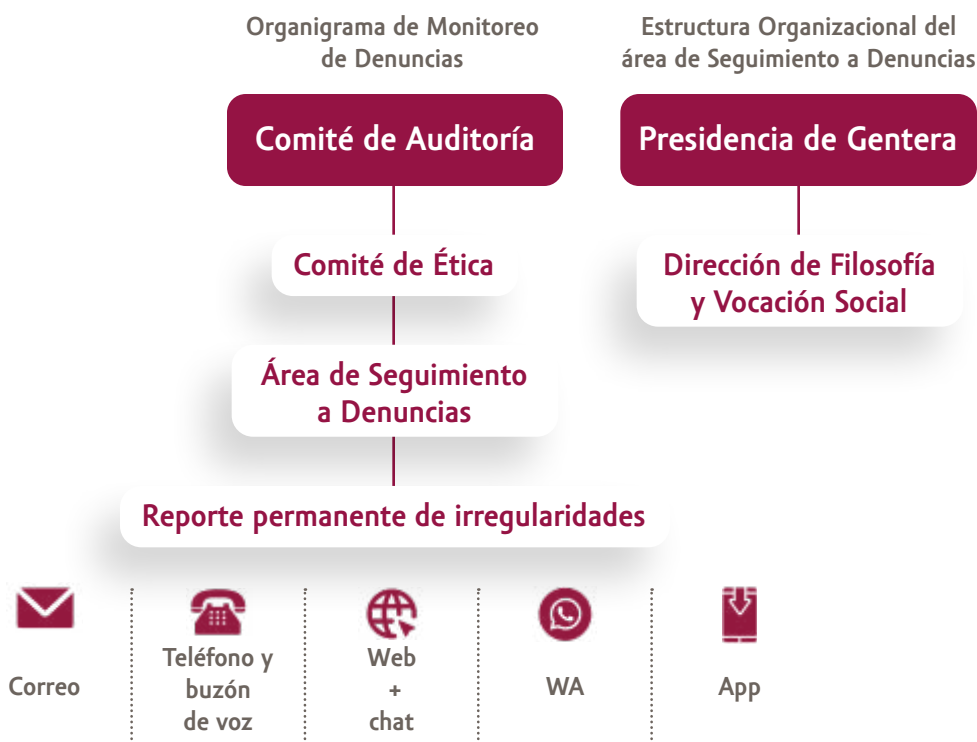 Organigrama de Monitoreo
de Denuncias
Comité de Auditoría
Comité de Ética
Área de Seguimiento
a Denuncias
Reporte permanente de irregularidades
Estructura Organizacional del
área de Seguimiento a Denuncias
Presidencia de Gentera
Dirección de Filosofía
y Vocación Social
Correo
Teléfono y
buzón
de voz
Web
+
chat
WA
App